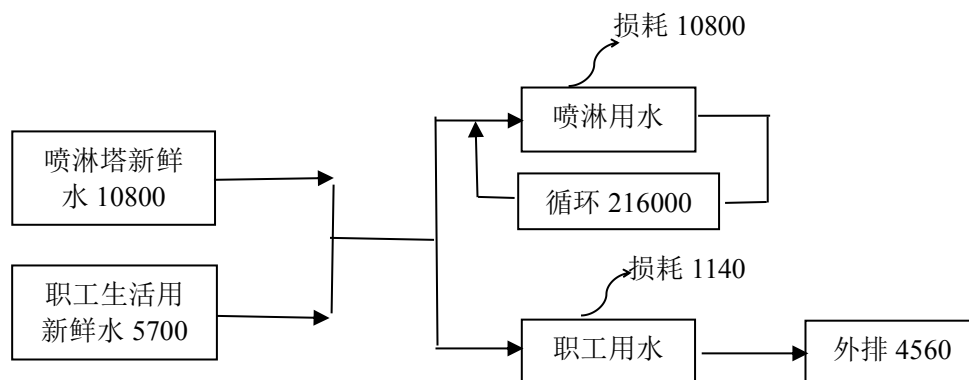 损耗 10800
喷淋用水
喷淋塔新鲜
水 10800
循环 216000
损耗 1140
职工生活用
新鲜水 5700
职工用水
外排 4560